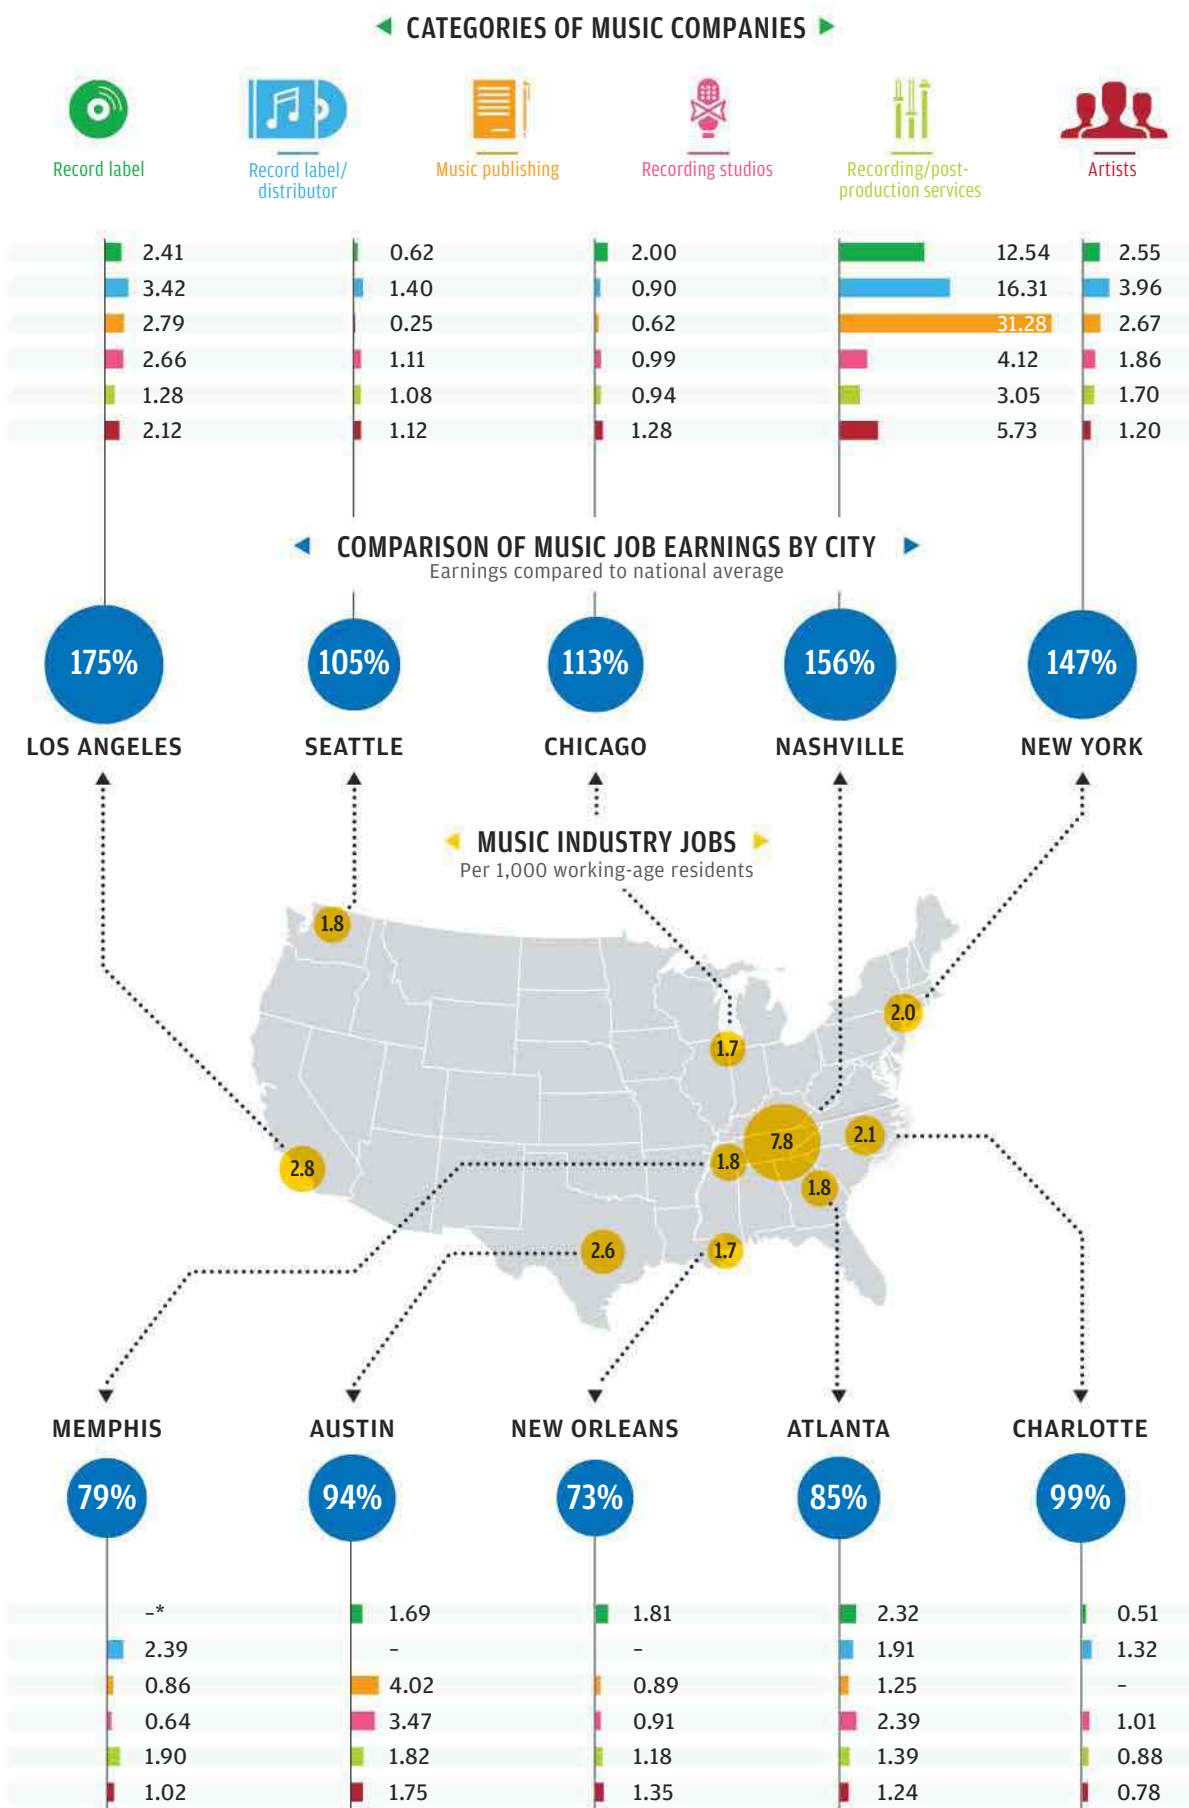 CATEGORIES OF MUSIC COMPANIES
Record label
Record label/
distributor
Music publishing
Recording studios
Recording/post-
production services
Artists
2.41 0.62 2.00 12.54 2.55
3.42 1.40 0.90 16.31 3.96
2.79 0.25 0.62 31.28 2.67
2.66 1.11 0.99 4.12 1.86
1.28 1.08 0.94 3.05 1.70
2.12 1.12 1.28 5.73 1.20
COMPARISON OF MUSIC JOB EARNINGS BY CITY
Earnings compared to national average
175% 105% 113% 156% 147%
LOS ANGELES SEATTLE CHICAGO NASHVILLE NEW YORK
MUSIC INDUSTRY JOBS
Per 1,000 working-age residents
1.8
2.0
1.7
7.8
2.1
1.8
2.8
1.8
2.6
1.7
MEMPHIS AUSTIN NEW ORLEANS ATLANTA CHARLOTTE
79% 94% 73% 85% 99%
-* 1.69 1.81 2.32 0.51
2.39 - - 1.91 1.32
0.86 4.02 0.89 1.25 -
0.64 3.47 0.91 2.39 1.01
1.90 1.82 1.18 1.39 0.88
1.02 1.75 1.35 1.24 0.78